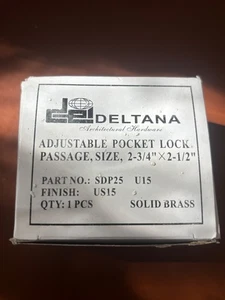 del DELTANA
Architectural Hardware
ADJUSTABLE POCKET LOCK
PASSAGE, SIZE, 2-3/4"×2-1/2"
PART NO.: SDP25 U15
FINISH: US15
QTY: 1 PCS SOLID BRASS